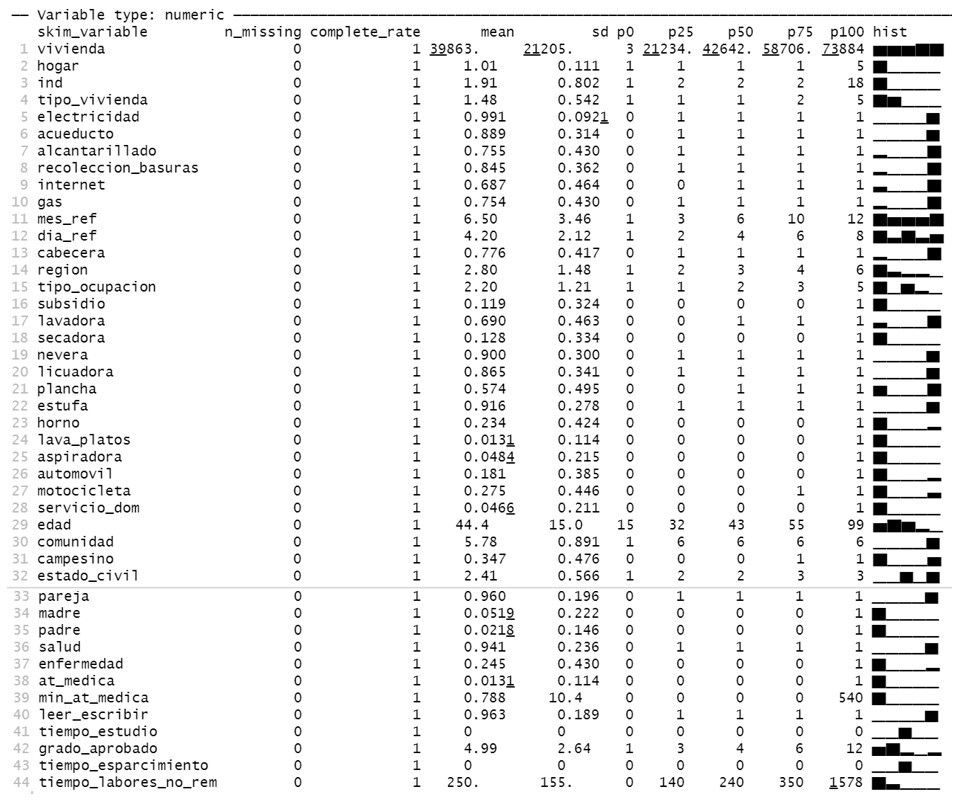 ── Variable type: numeric ──
skim_variable n_missing complete_rate mean sd p0 p25 p50 p75 p100 hist
1 vivienda 0 1 39863. 21205. 3 21234. 42642. 58706. 73884
2 hogar 0 1 1.01 0.111 1 1 1 1 5
3 ind 0 1 1.91 0.802 1 2 2 2 18
4 tipo_vivienda 0 1 1.48 0.542 1 1 1 2 5
5 electricidad 0 1 0.991 0.0921 0 1 1 1 1
6 acueducto 0 1 0.889 0.314 0 1 1 1 1
7 alcantarillado 0 1 0.755 0.430 0 1 1 1 1
8 recoleccion_basuras 0 1 0.845 0.362 0 1 1 1 1
9 internet 0 1 0.687 0.464 0 0 1 1 1
10 gas 0 1 0.754 0.430 0 1 1 1 1
11 mes_ref 0 1 6.50 3.46 1 3 6 10 12
12 dia_ref 0 1 4.20 2.12 1 2 4 6 8
13 cabecera 0 1 0.776 0.417 0 1 1 1 1
14 region 0 1 2.80 1.48 1 2 3 4 6
15 tipo_ocupacion 0 1 2.20 1.21 1 1 2 3 5
16 subsidio 0 1 0.119 0.324 0 0 0 0 1
17 lavadora 0 1 0.690 0.463 0 0 1 1 1
18 secadora 0 1 0.128 0.334 0 0 0 0 1
19 nevera 0 1 0.900 0.300 0 1 1 1 1
20 licuadora 0 1 0.865 0.341 0 1 1 1 1
21 plancha 0 1 0.574 0.495 0 0 1 1 1
22 estufa 0 1 0.916 0.278 0 1 1 1 1
23 horno 0 1 0.234 0.424 0 0 0 0 1
24 lava_platos 0 1 0.0131 0.114 0 0 0 0 1
25 aspiradora 0 1 0.0484 0.215 0 0 0 0 1
26 automovil 0 1 0.181 0.385 0 0 0 0 1
27 motocicleta 0 1 0.275 0.446 0 0 0 1 1
28 servicio_dom 0 1 0.0466 0.211 0 0 0 0 1
29 edad 0 1 44.4 15.0 15 32 43 55 99
30 comunidad 0 1 5.78 0.891 1 6 6 6 6
31 campesino 0 1 0.347 0.476 0 0 0 1 1
32 estado_civil 0 1 2.41 0.566 1 2 2 3 3
33 pareja 0 1 0.960 0.196 0 1 1 1 1
34 madre 0 1 0.0519 0.222 0 0 0 0 1
35 padre 0 1 0.0218 0.146 0 0 0 0 1
36 salud 0 1 0.941 0.236 0 1 1 1 1
37 enfermedad 0 1 0.245 0.430 0 0 0 0 1
38 at_medica 0 1 0.0131 0.114 0 0 0 0 1
39 min_at_medica 0 1 0.788 10.4 0 0 0 0 540
40 leer_escribir 0 1 0.963 0.189 0 1 1 1 1
41 tiempo_estudio 0 1 0 0 0 0 0 0 0
42 grado_aprobado 0 1 4.99 2.64 1 3 4 6 12
43 tiempo_esparcimiento 0 1 0 0 0 0 0 0 0
44 tiempo_labores_no_rem 0 1 250. 155. 0 140 240 350 1578